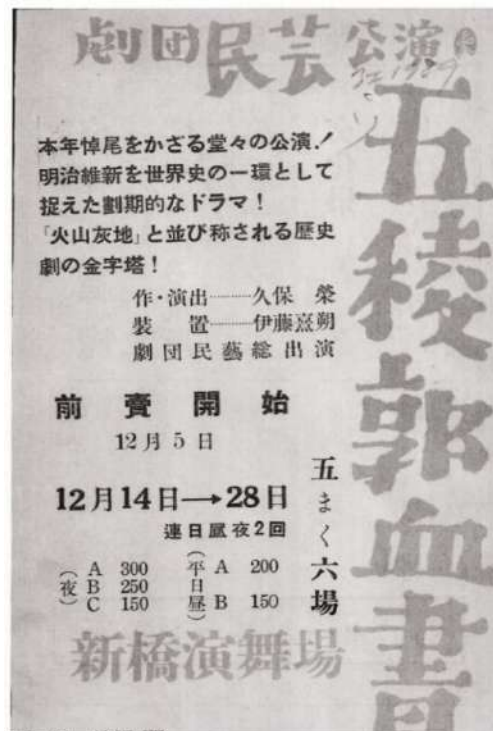 劇団民芸公演
五稜郭血書
本年悼尾をかざる堂々の公演!
明治維新を世界史の一環として
捉えた劃期的なドラマ!
「火山灰地」と並び称される歴史
劇の金字塔!
作・演出………久保 榮
装 置………伊藤熹朔
劇団民藝総出演
前賣開始
12月5日
五まく六場
12月14日→28日
連日昼夜2回
(夜) A 300
B 250
C 150
(平日昼) A 200
B 150
新橋演舞場